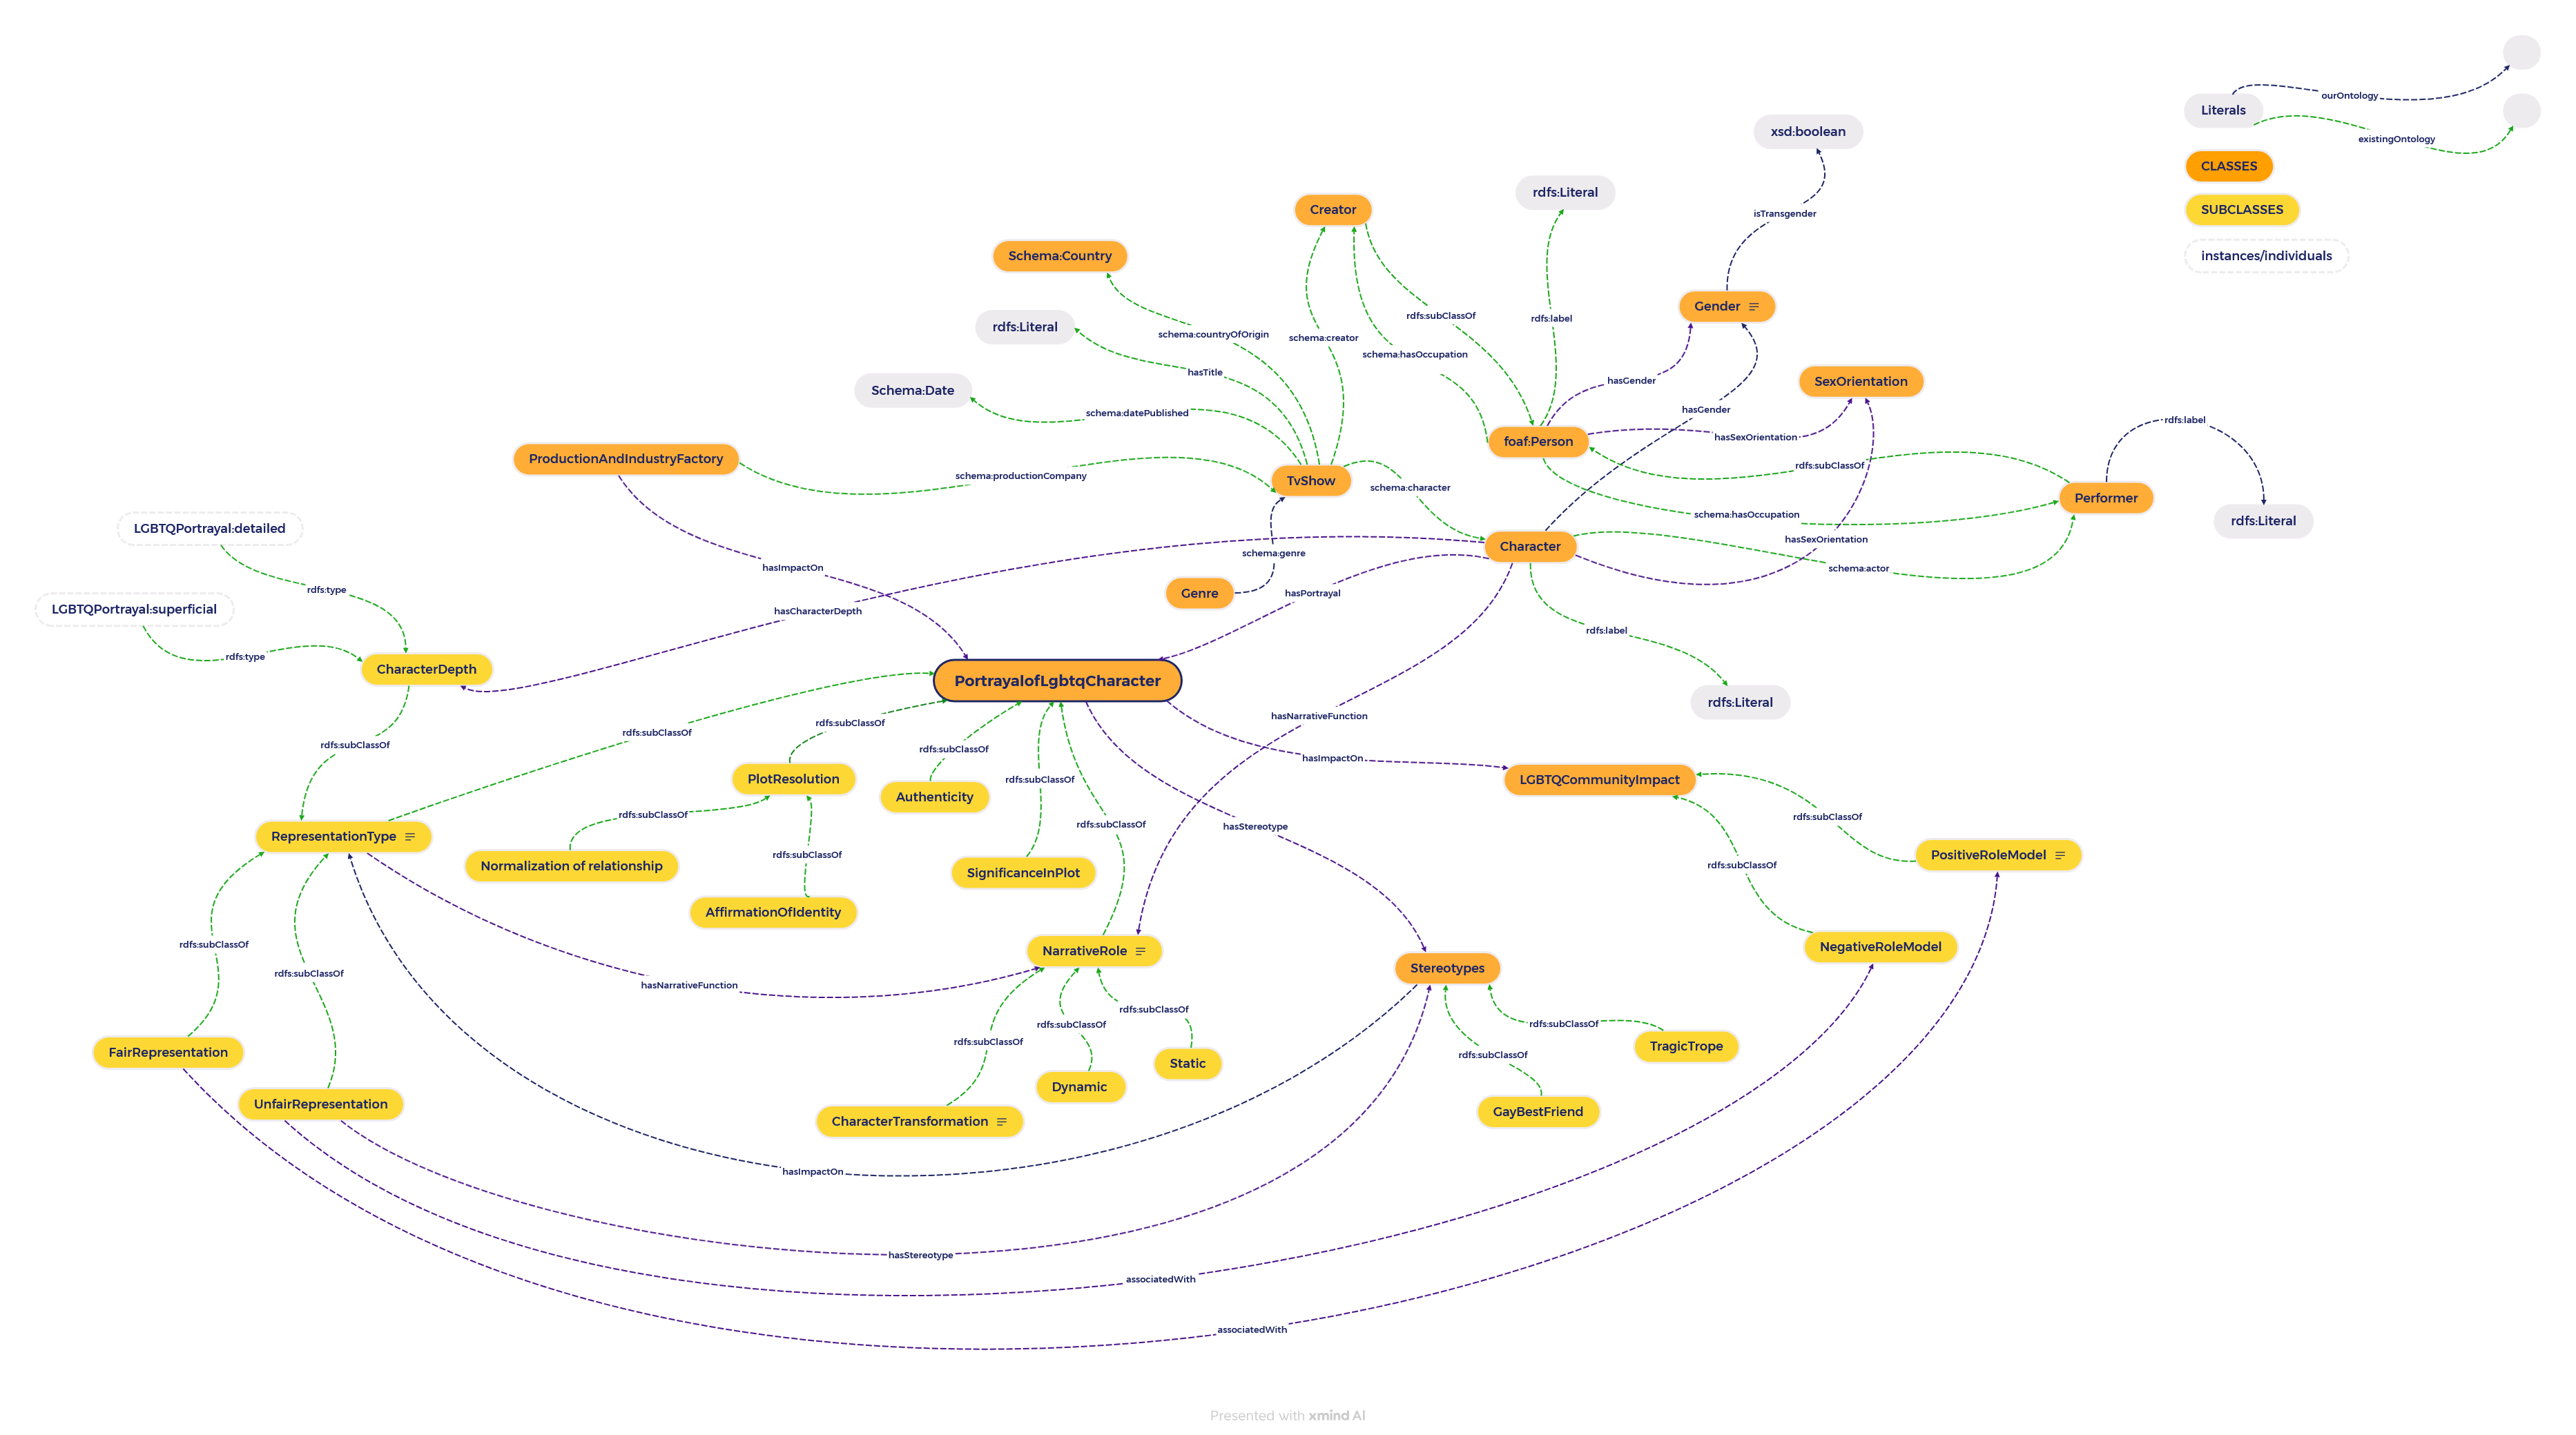 Literals
ourOntology
existingOntology
CLASSES
SUBCLASSES
instances/individuals
xsd:boolean
isTransgender
rdfs:Literal
Creator
Schema:Country
Gender
rdfs:label
rdfs:subClassOf
rdfs:Literal
schema:countryOfOrigin
schema:creator
schema:hasOccupation
hasTitle
hasGender
SexOrientation
Schema:Date
schema:datePublished
hasGender
rdfs:label
foaf:Person
hasSexOrientation
ProductionAndIndustryFactory
rdfs:subClassOf
schema:productionCompany
TvShow
schema:character
Performer
schema:hasOccupation
rdfs:Literal
LGBTQPortrayal:detailed
hasSexOrientation
Character
schema:genre
hasImpactOn
schema:actor
rdfs:type
Genre
hasPortrayal
LGBTQPortrayal:superficial
hasCharacterDepth
rdfs:label
rdfs:type
CharacterDepth
PortrayalofLgbtqCharacter
rdfs:Literal
hasNarrativeFunction
rdfs:subClassOf
rdfs:subClassOf
rdfs:subClassOf
rdfs:subClassOf
hasImpactOn
PlotResolution
rdfs:subClassOf
LGBTQCommunityImpact
Authenticity
rdfs:subClassOf
rdfs:subClassOf
rdfs:subClassOf
hasStereotype
RepresentationType
rdfs:subClassOf
PositiveRoleModel
Normalization of relationship
rdfs:subClassOf
SignificanceInPlot
AffirmationOfIdentity
rdfs:subClassOf
NarrativeRole
NegativeRoleModel
Stereotypes
rdfs:subClassOf
hasNarrativeFunction
rdfs:subClassOf
rdfs:subClassOf
rdfs:subClassOf
rdfs:subClassOf
FairRepresentation
TragicTrope
rdfs:subClassOf
Static
Dynamic
UnfairRepresentation
GayBestFriend
CharacterTransformation
hasImpactOn
hasStereotype
associatedWith
associatedWith
Presented with xmind AI